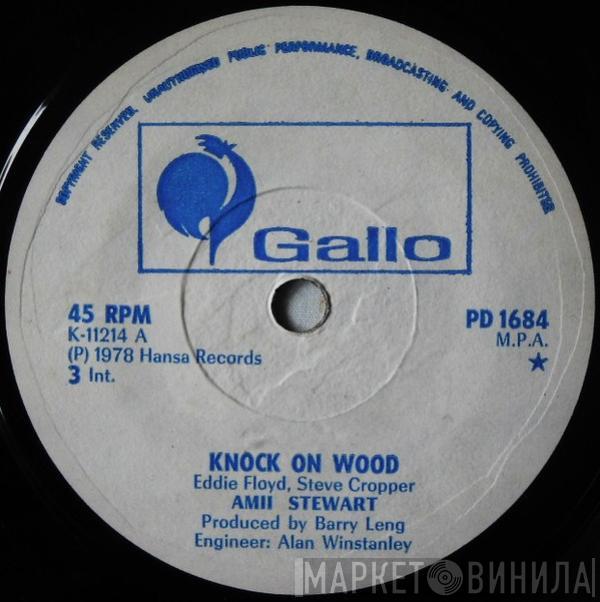 COPYRIGHT RESERVED. UNAUTHORISED PUBLIC PERFORMANCE, BROADCASTING AND COPYING PROHIBITED
Gallo
45 RPM
K-11214 A
(P) 1978 Hansa Records
3 Int.
PD 1684
M.P.A.
KNOCK ON WOOD
Eddie Floyd, Steve Cropper
AMII STEWART
Produced by Barry Leng
Engineer: Alan Winstanley
МАРКЕТ ВИНИЛА